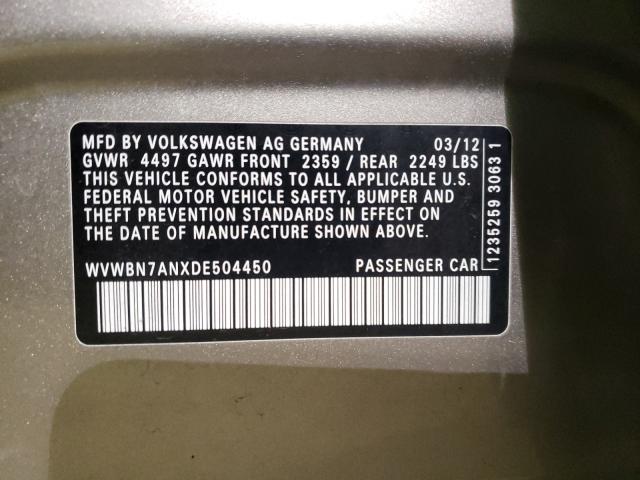 MFD BY VOLKSWAGEN AG GERMANY 03/12
GVWR 4497 GAWR FRONT 2359 / REAR 2249 LBS
THIS VEHICLE CONFORMS TO ALL APPLICABLE U.S.
FEDERAL MOTOR VEHICLE SAFETY, BUMPER AND
THEFT PREVENTION STANDARDS IN EFFECT ON
THE DATE OF MANUFACTURE SHOWN ABOVE.
WVWBN7ANXDE504450 PASSENGER CAR
1235259 3063 1